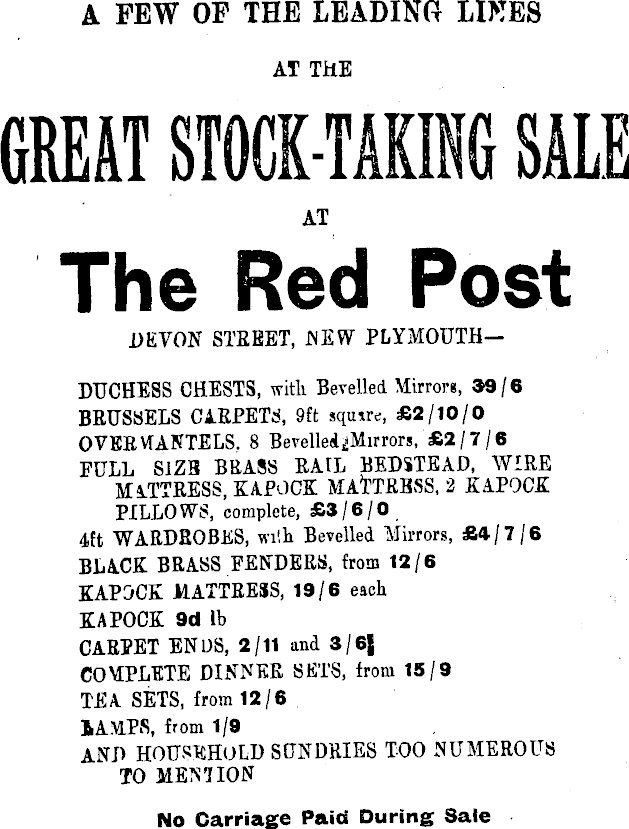 A FEW OF THE LEADING LINES
AT THE
GREAT STOCK-TAKING SALE
AT
The Red Post
DEVON STREET, NEW PLYMOUTH—
DUCHESS CHESTS, with Bevelled Mirrors, 39/6
BRUSSELS CARPETS, 9ft square, £2/10/0
OVERMANTELS, 8 Bevelled Mirrors, £2/7/6
FULL SIZE BRASS RAIL BEDSTEAD, WIRE
MATTRESS, KAPOCK MATTRESS, 2 KAPOCK
PILLOWS, complete, £3/6/0
4ft WARDROBES, with Bevelled Mirrors, £4/7/6
BLACK BRASS FENDERS, from 12/6
KAPOCK MATTRESS, 19/6 each
KAPOCK 9d lb
CARPET ENDS, 2/11 and 3/6
COMPLETE DINNER SETS, from 15/9
TEA SETS, from 12/6
LAMPS, from 1/9
AND HOUSEHOLD SUNDRIES TOO NUMEROUS
TO MENTION
No Carriage Paid During Sale